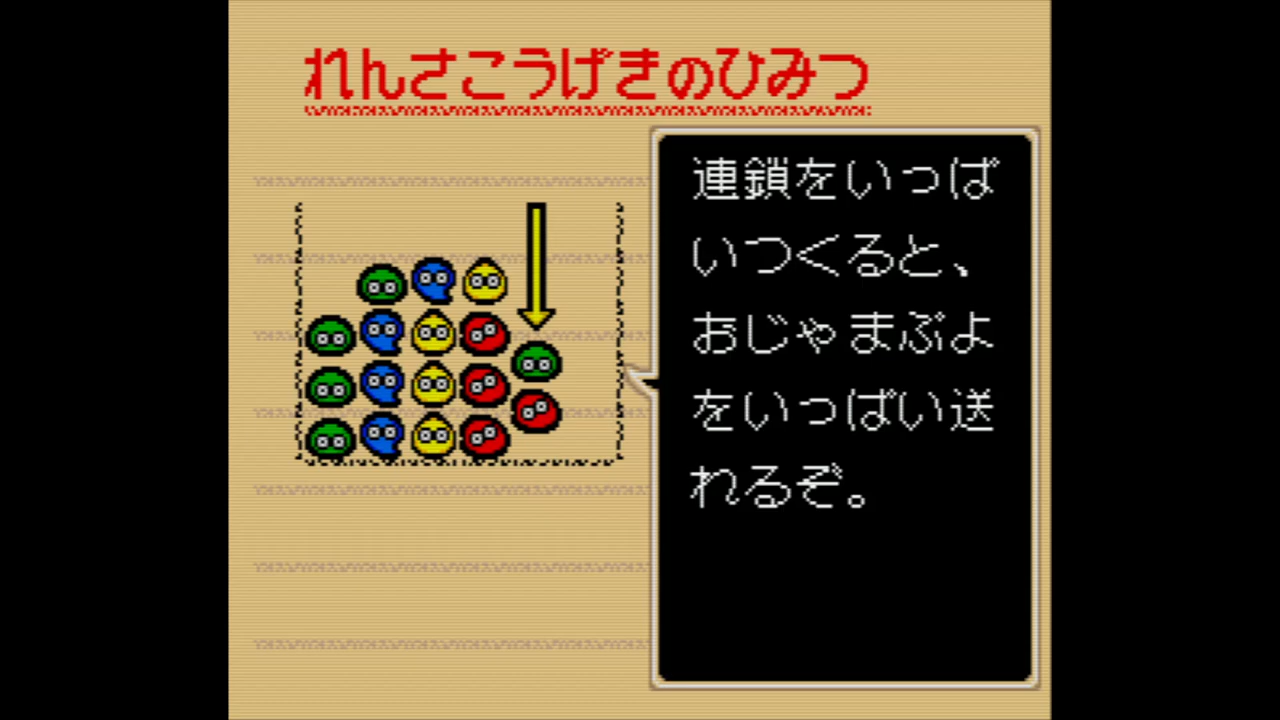 れんさこうげきのひみつ
連鎖をいっぱ
いつくると、
おじゃまぷよ
をいっぱい送
れるぞ。